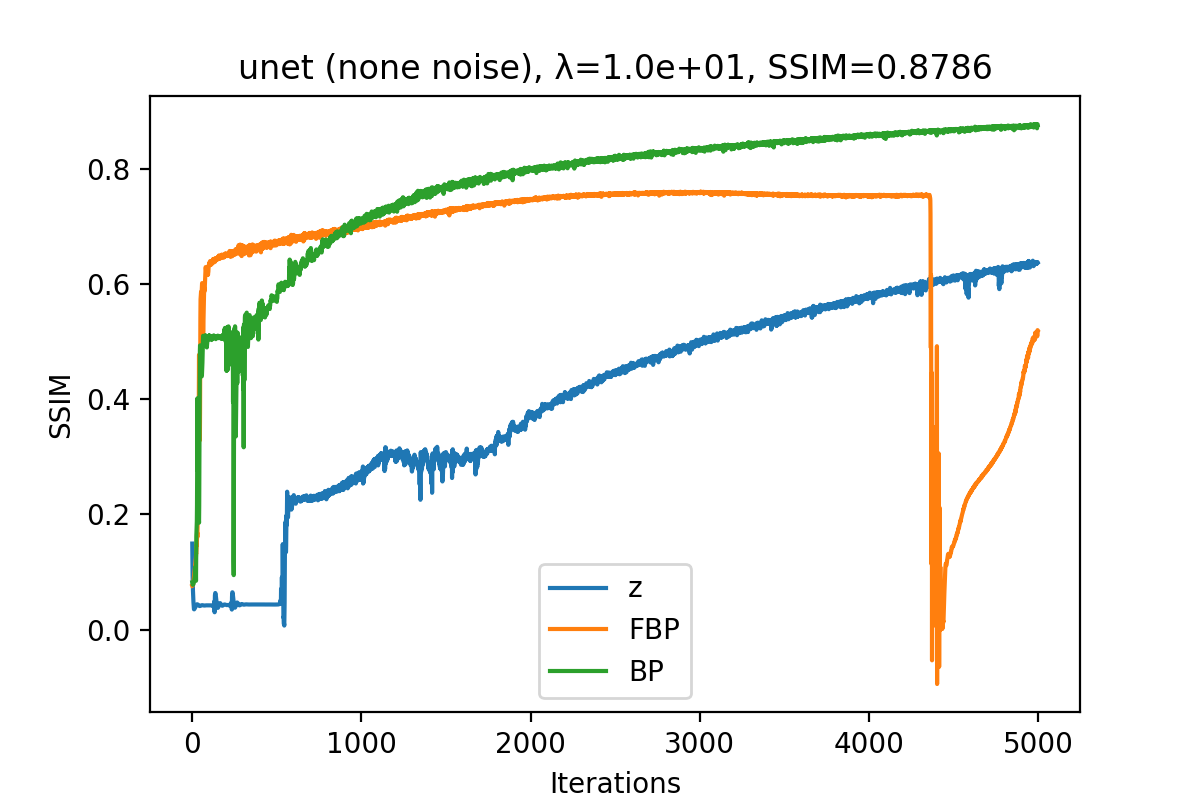 unet (none noise), λ=1.0e+01, SSIM=0.8786
0.8
0.6
0.4
0.2
0.0
SSIM
z
FBP
BP
0 1000 2000 3000 4000 5000
Iterations